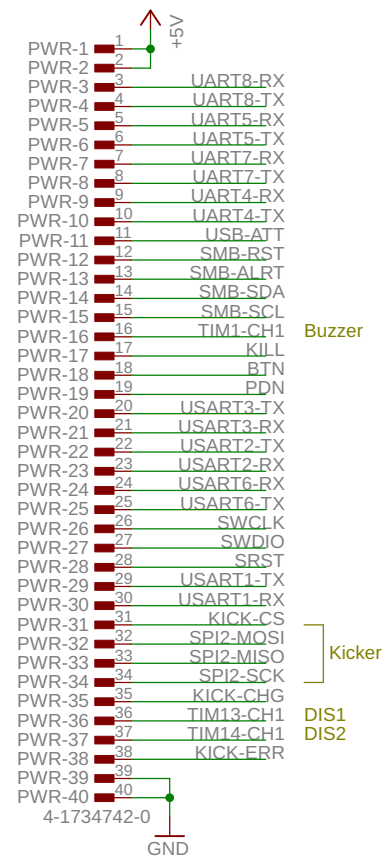 +5V
PWR-1 1
PWR-2 2
PWR-3 3 UART8-RX
PWR-4 4 UART8-TX
PWR-5 5 UART5-RX
PWR-6 6 UART5-TX
PWR-7 7 UART7-RX
PWR-8 8 UART7-TX
PWR-9 9 UART4-RX
PWR-10 10 UART4-TX
PWR-11 11 USB-ATT
PWR-12 12 SMB-RST
PWR-13 13 SMB-ALRT
PWR-14 14 SMB-SDA
PWR-15 15 SMB-SCL
PWR-16 16 TIM1-CH1 Buzzer
PWR-17 17 KILL
PWR-18 18 BTN
PWR-19 19 PDN
PWR-20 20 USART3-TX
PWR-21 21 USART3-RX
PWR-22 22 USART2-TX
PWR-23 23 USART2-RX
PWR-24 24 USART6-RX
PWR-25 25 USART6-TX
PWR-26 26 SWCLK
PWR-27 27 SWDIO
PWR-28 28 SRST
PWR-29 29 USART1-TX
PWR-30 30 USART1-RX
PWR-31 31 KICK-CS
PWR-32 32 SPI2-MOSI
PWR-33 33 SPI2-MISO Kicker
PWR-34 34 SPI2-SCK
PWR-35 35 KICK-CHG
PWR-36 36 TIM13-CH1 DIS1
PWR-37 37 TIM14-CH1 DIS2
PWR-38 38 KICK-ERR
PWR-39 39
PWR-40 40
4-1734742-0
GND